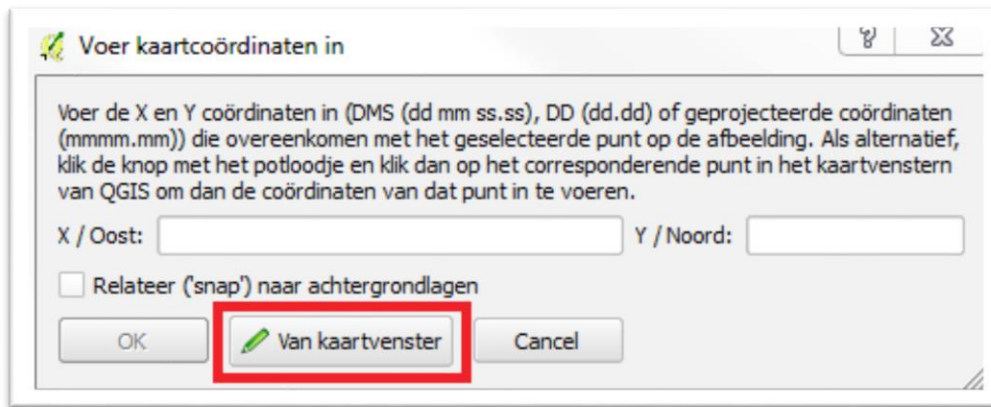 Voer kaartcoördinaten in
Voer de X en Y coördinaten in (DMS (dd mm ss.ss), DD (dd.dd) of geprojecteerde coördinaten
(mmmm.mm)) die overeenkomen met het geselecteerde punt op de afbeelding. Als alternatief,
klik de knop met het potloodje en klik dan op het corresponderende punt in het kaartvenstern
van QGIS om dan de coördinaten van dat punt in te voeren.
X / Oost: Y / Noord:
Relateer ('snap') naar achtergrondlagen
OK Van kaartvenster Cancel